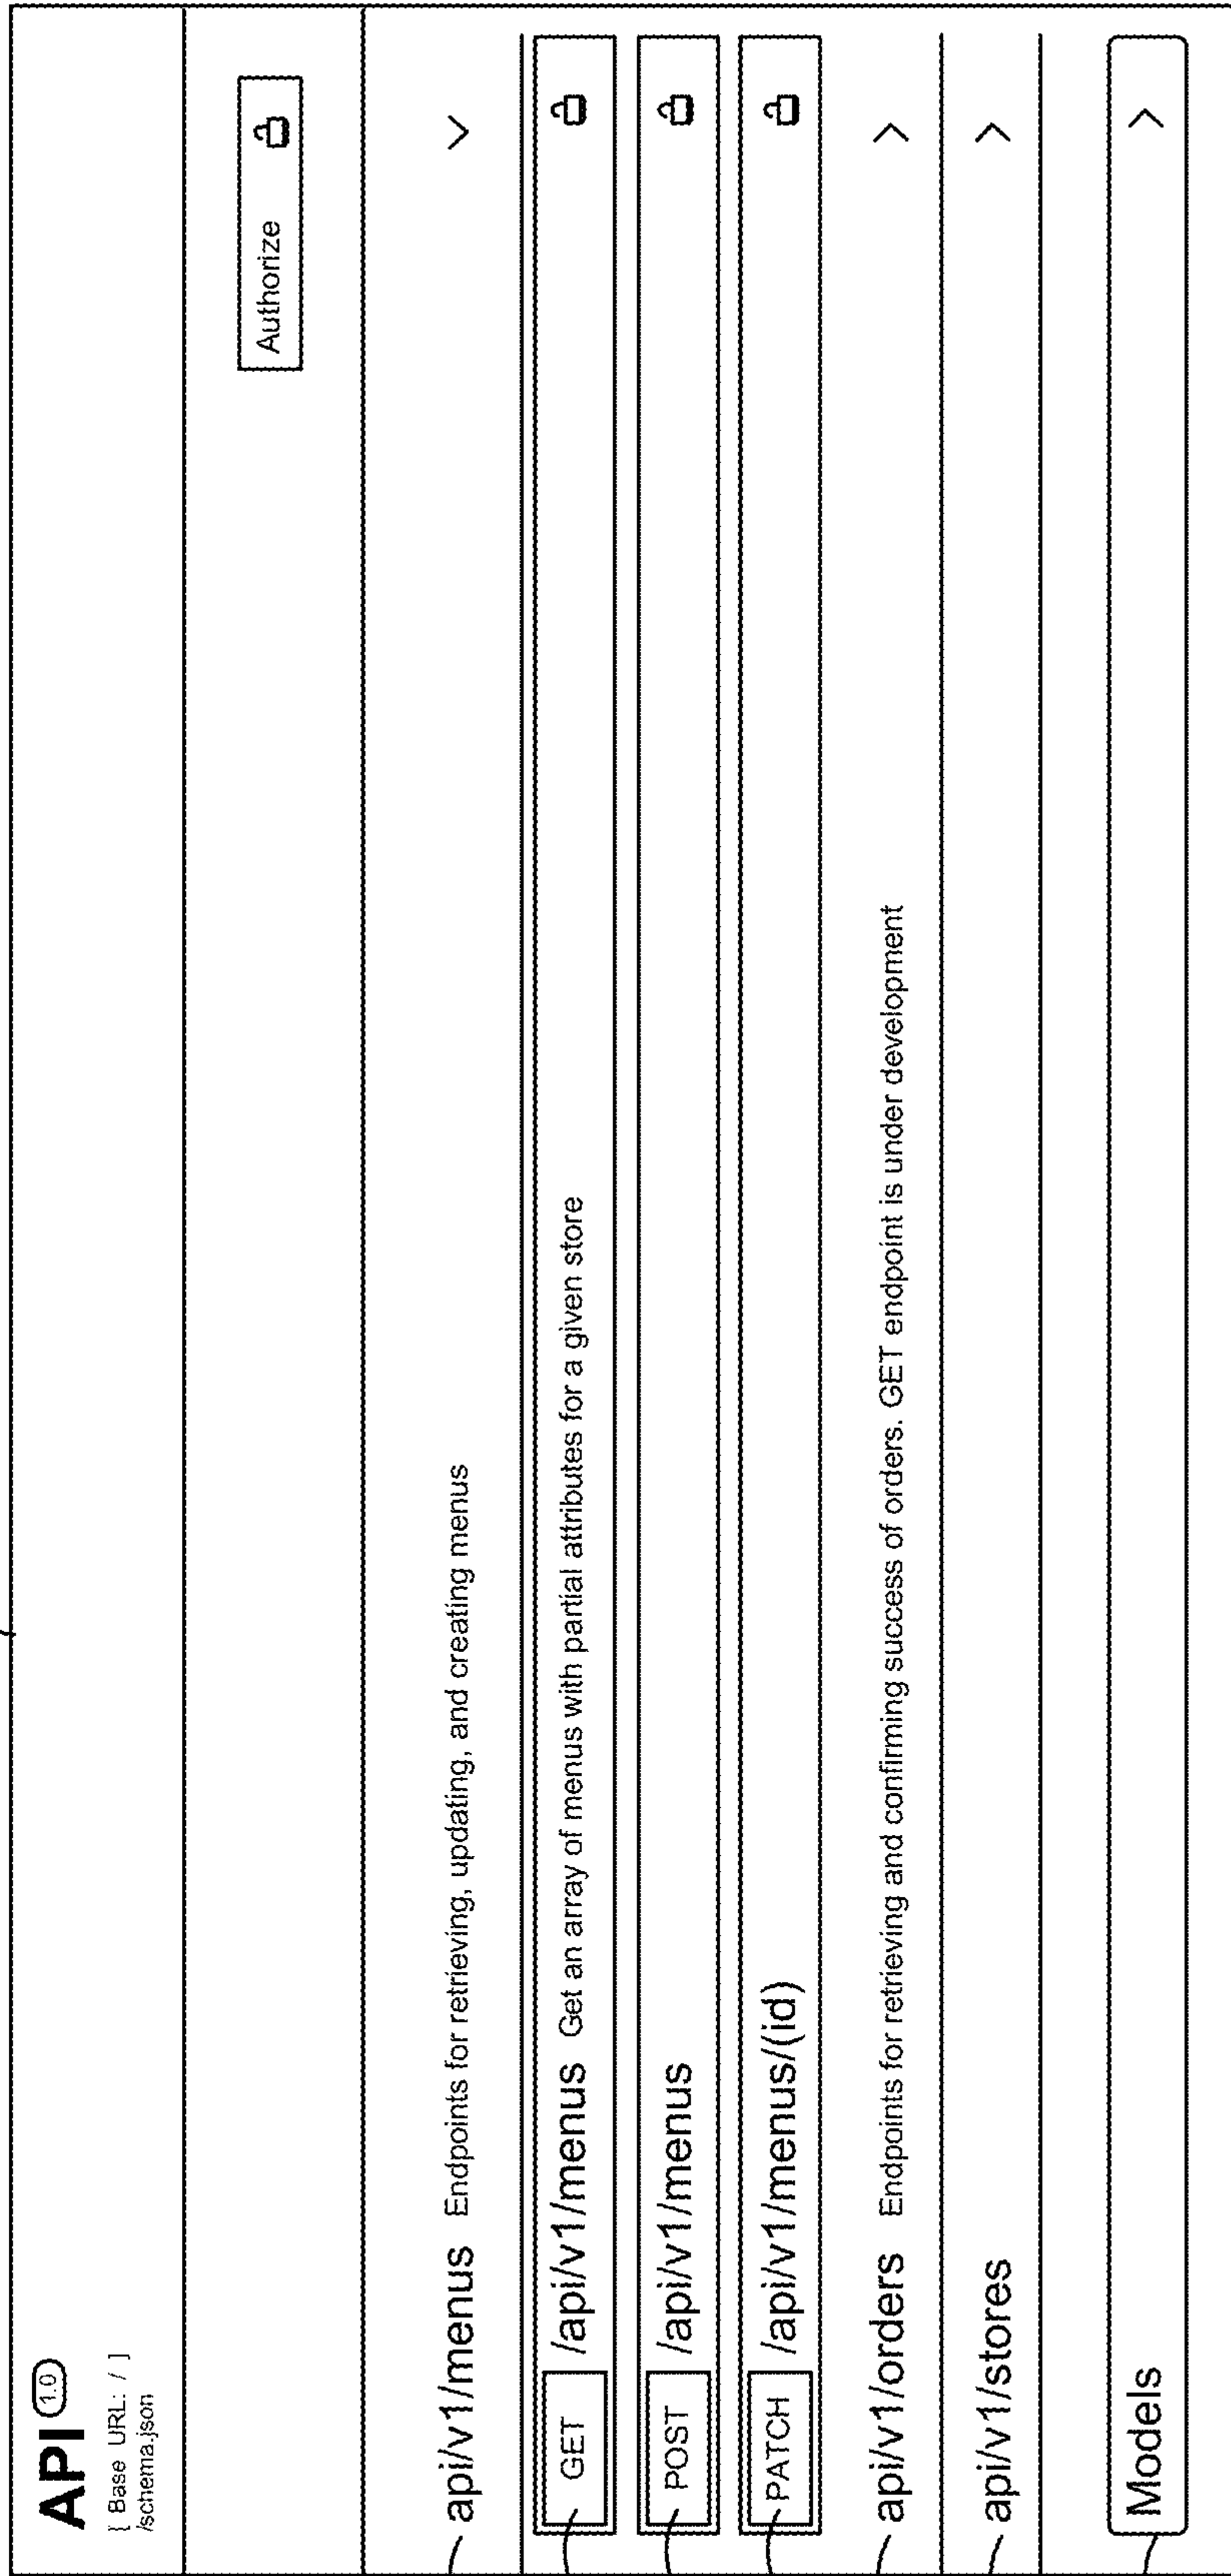 API 1.0
[ Base URL: / ]
/schema.json
Authorize
api/v1/menus Endpoints for retrieving, updating, and creating menus
GET /api/v1/menus Get an array of menus with partial attributes for a given store
POST /api/v1/menus
PATCH /api/v1/menus/(id)
api/v1/orders Endpoints for retrieving and confirming success of orders. GET endpoint is under development
api/v1/stores
Models